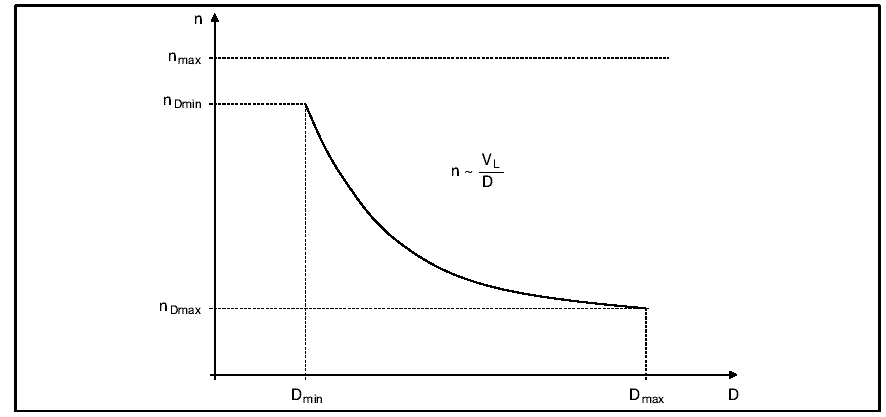 n
n max
n Dmin
n ~ V L / D
n Dmax
D min
D max
D